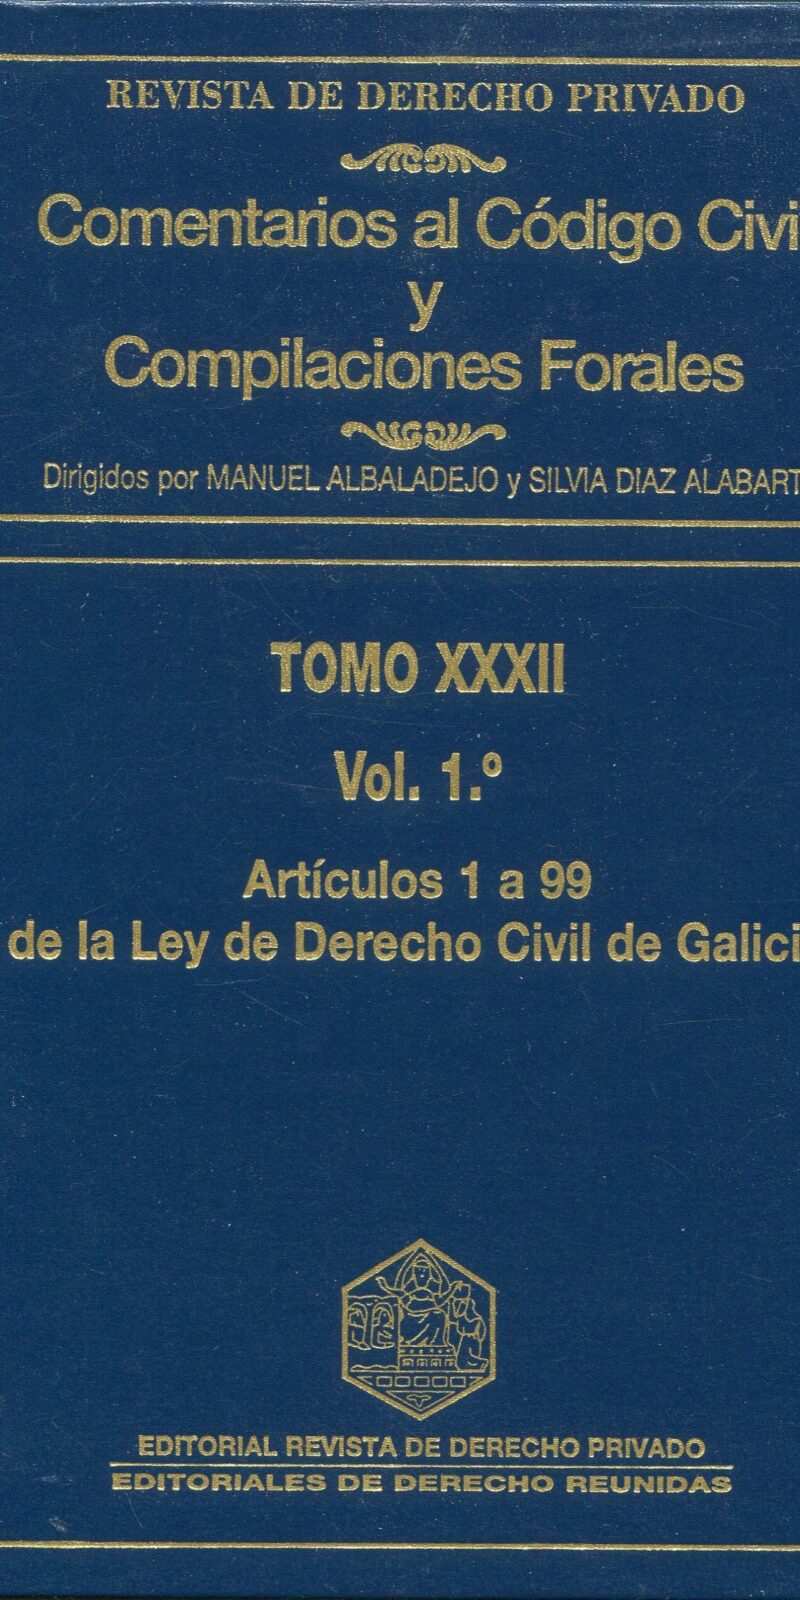 REVISTA DE DERECHO PRIVADO
Comentarios al Código Civi
y
Compilaciones Forales
Dirigidos por MANUEL ALBALADEJO y SILVIA DIAZ ALABART
TOMO XXXII
Vol. 1.º
Artículos 1 a 99
de la Ley de Derecho Civil de Galici
EDITORIAL REVISTA DE DERECHO PRIVADO
EDITORIALES DE DERECHO REUNIDAS